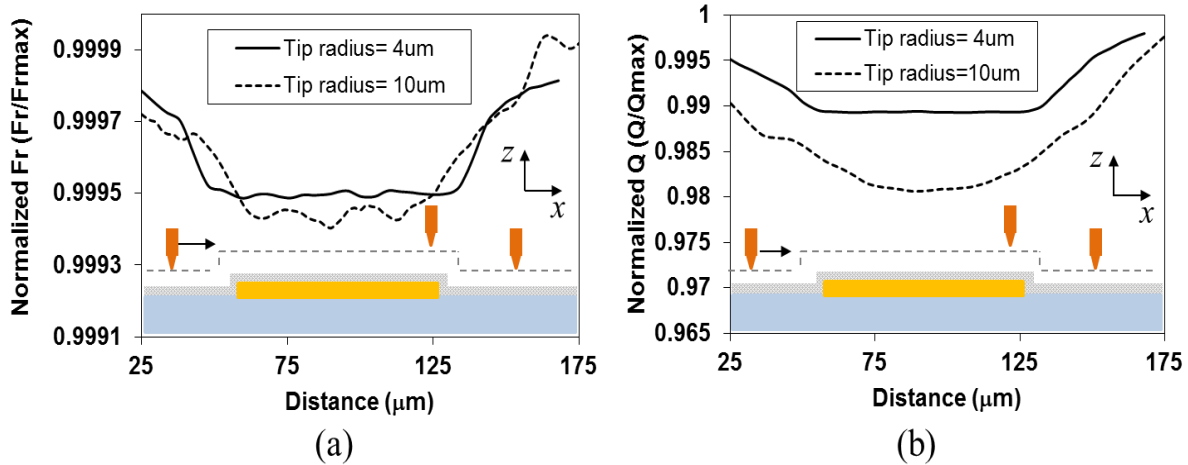 0.9999
0.9997
0.9995
0.9993
0.9991
Normalized Fr (Fr/Frmax)
Tip radius= 4um
Tip radius= 10um
z
x
25
75
125
175
Distance (μm)
(a)
1
0.995
0.99
0.985
0.98
0.975
0.97
0.965
Normalized Q (Q/Qmax)
Tip radius= 4um
Tip radius=10um
z
x
25
75
125
175
Distance (μm)
(b)